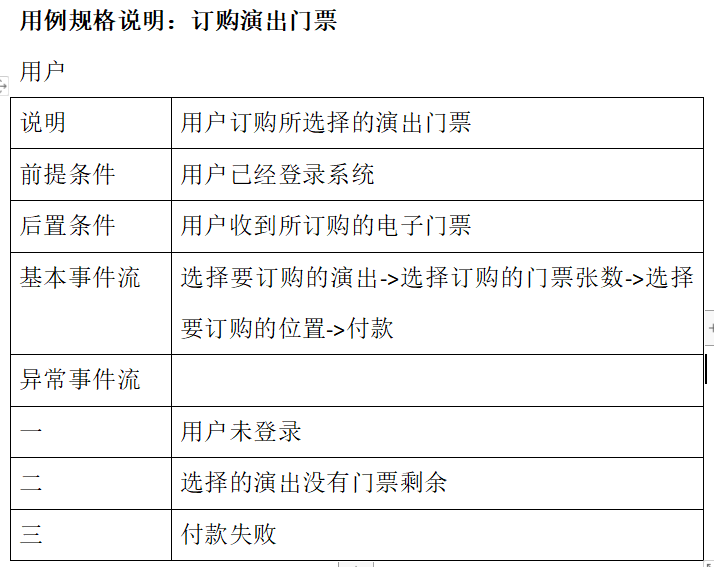 用例规格说明：订购演出门票
用户
说明 用户订购所选择的演出门票
前提条件 用户已经登录系统
后置条件 用户收到所订购的电子门票
基本事件流 选择要订购的演出->选择订购的门票张数->选择
要订购的位置->付款
异常事件流
一 用户未登录
二 选择的演出没有门票剩余
三 付款失败